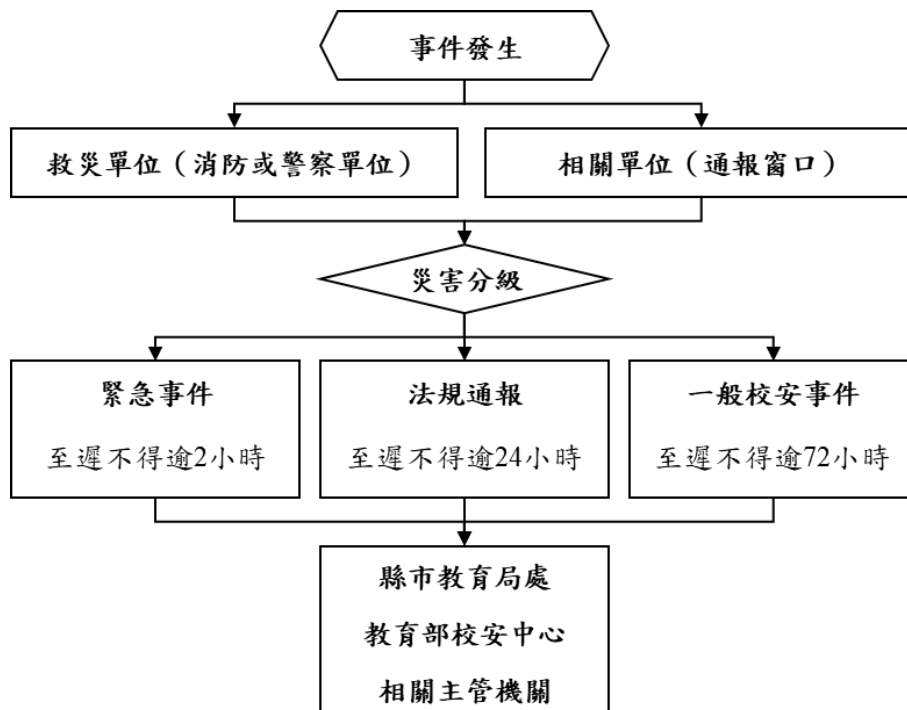 事件發生
救災單位（消防或警察單位）
相關單位（通報窗口）
災害分級
緊急事件
至遲不得逾2小時
法規通報
至遲不得逾24小時
一般校安事件
至遲不得逾72小時
縣市教育局處
教育部校安中心
相關主管機關